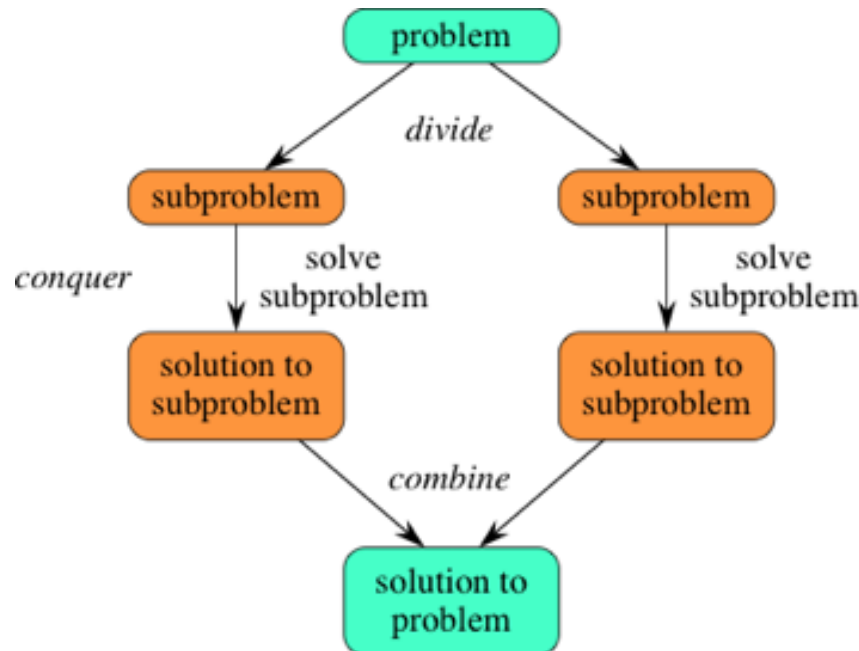 problem
divide
subproblem
subproblem
conquer
solve
subproblem
solve
subproblem
solution to
subproblem
solution to
subproblem
combine
solution to
problem